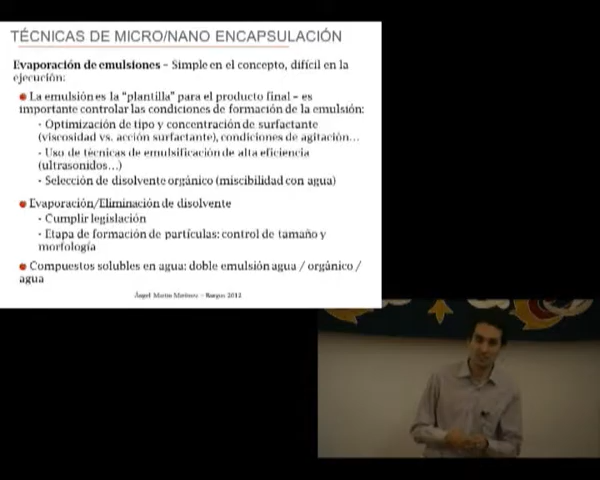 TÉCNICAS DE MICRO/NANO ENCAPSULACIÓN
Evaporación de emulsiones – Simple en el concepto, difícil en la
ejecución:
La emulsión es la “plantilla” para el producto final – es
importante controlar las condiciones de formación de la emulsión:
- Optimización de tipo y concentración de surfactante
(viscosidad vs. acción surfactante), condiciones de agitación...
- Uso de técnicas de emulsificación de alta eficiencia
(ultrasonidos...)
- Selección de disolvente orgánico (miscibilidad con agua)
Evaporación/Eliminación de disolvente
- Cumplir legislación
- Etapa de formación de partículas: control de tamaño y
morfología
Compuestos solubles en agua: doble emulsión agua / orgánico /
agua
Ángel Martín Martínez – Burgos 2012